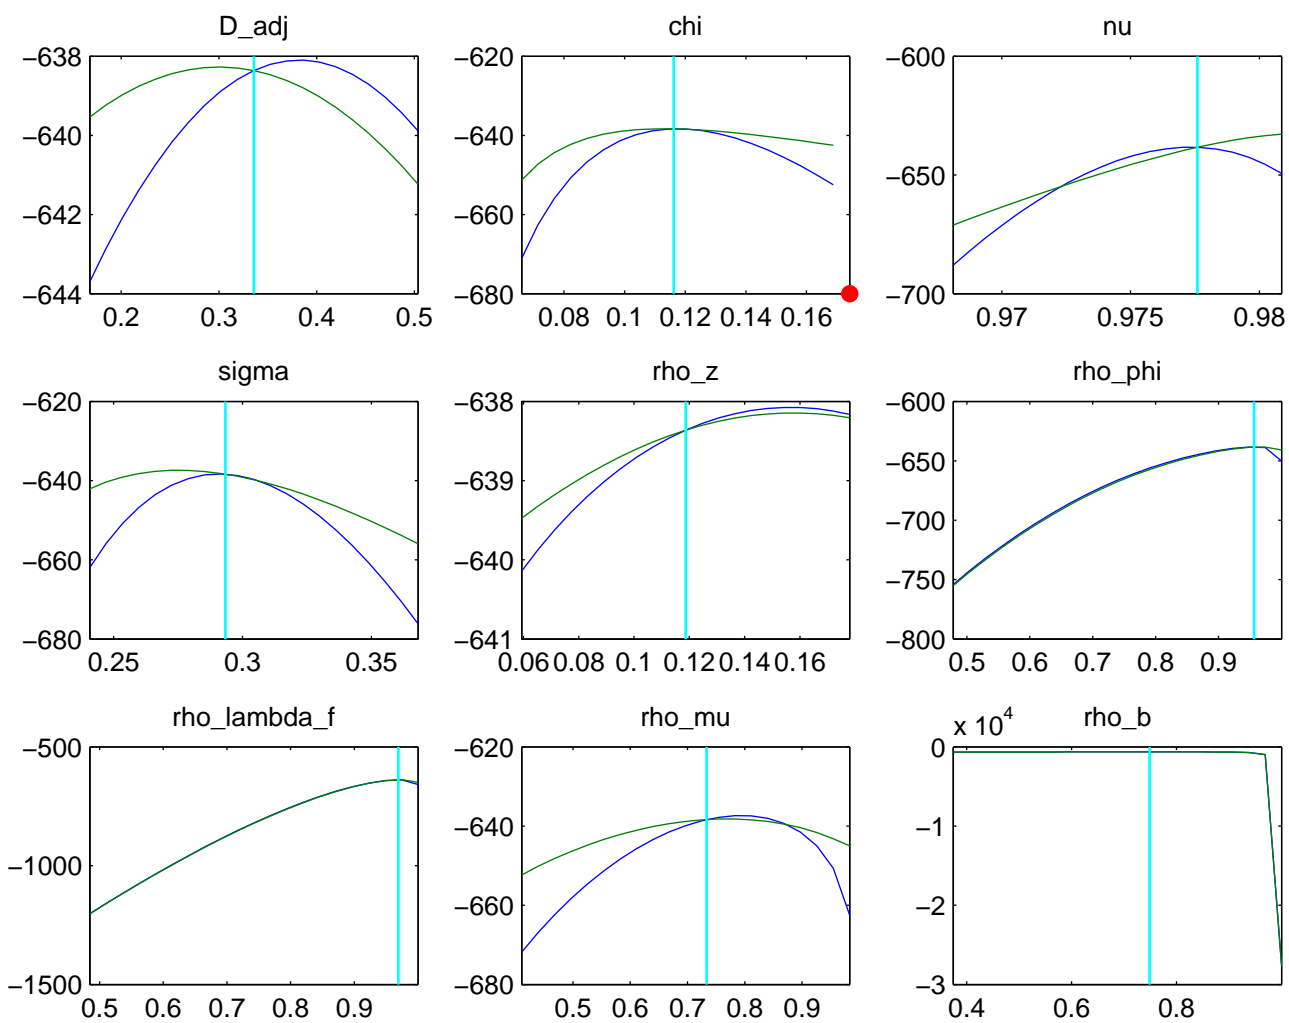 D_adj
chi
nu
−638
−640
−642
−644
0.2 0.3 0.4 0.5
−620
−640
−660
−680
0.08 0.1 0.12 0.14 0.16
−600
−650
−700
0.97 0.975 0.98
sigma
rho_z
rho_phi
−620
−640
−660
−680
0.25 0.3 0.35
−638
−639
−640
−641
0.06 0.08 0.1 0.12 0.14 0.16
−600
−650
−700
−750
−800
0.5 0.6 0.7 0.8 0.9
rho_lambda_f
rho_mu
rho_b
−500
−1000
−1500
0.5 0.6 0.7 0.8 0.9
−620
−640
−660
−680
0.5 0.6 0.7 0.8 0.9
x 10⁴
0
−1
−2
−3
0.4 0.6 0.8